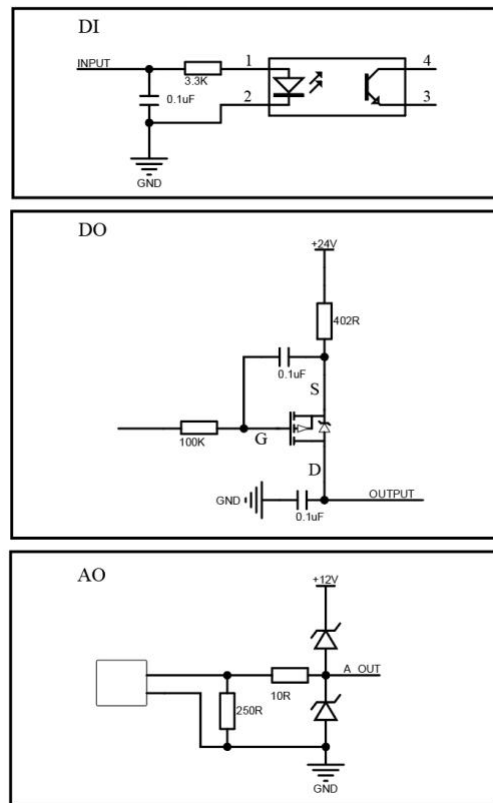 DI
INPUT
3.3K
0.1uF
1
2
4
3
GND
DO
+24V
402R
0.1uF
S
100K
G
D
GND
0.1uF
OUTPUT
AO
+12V
A_OUT
10R
250R
GND